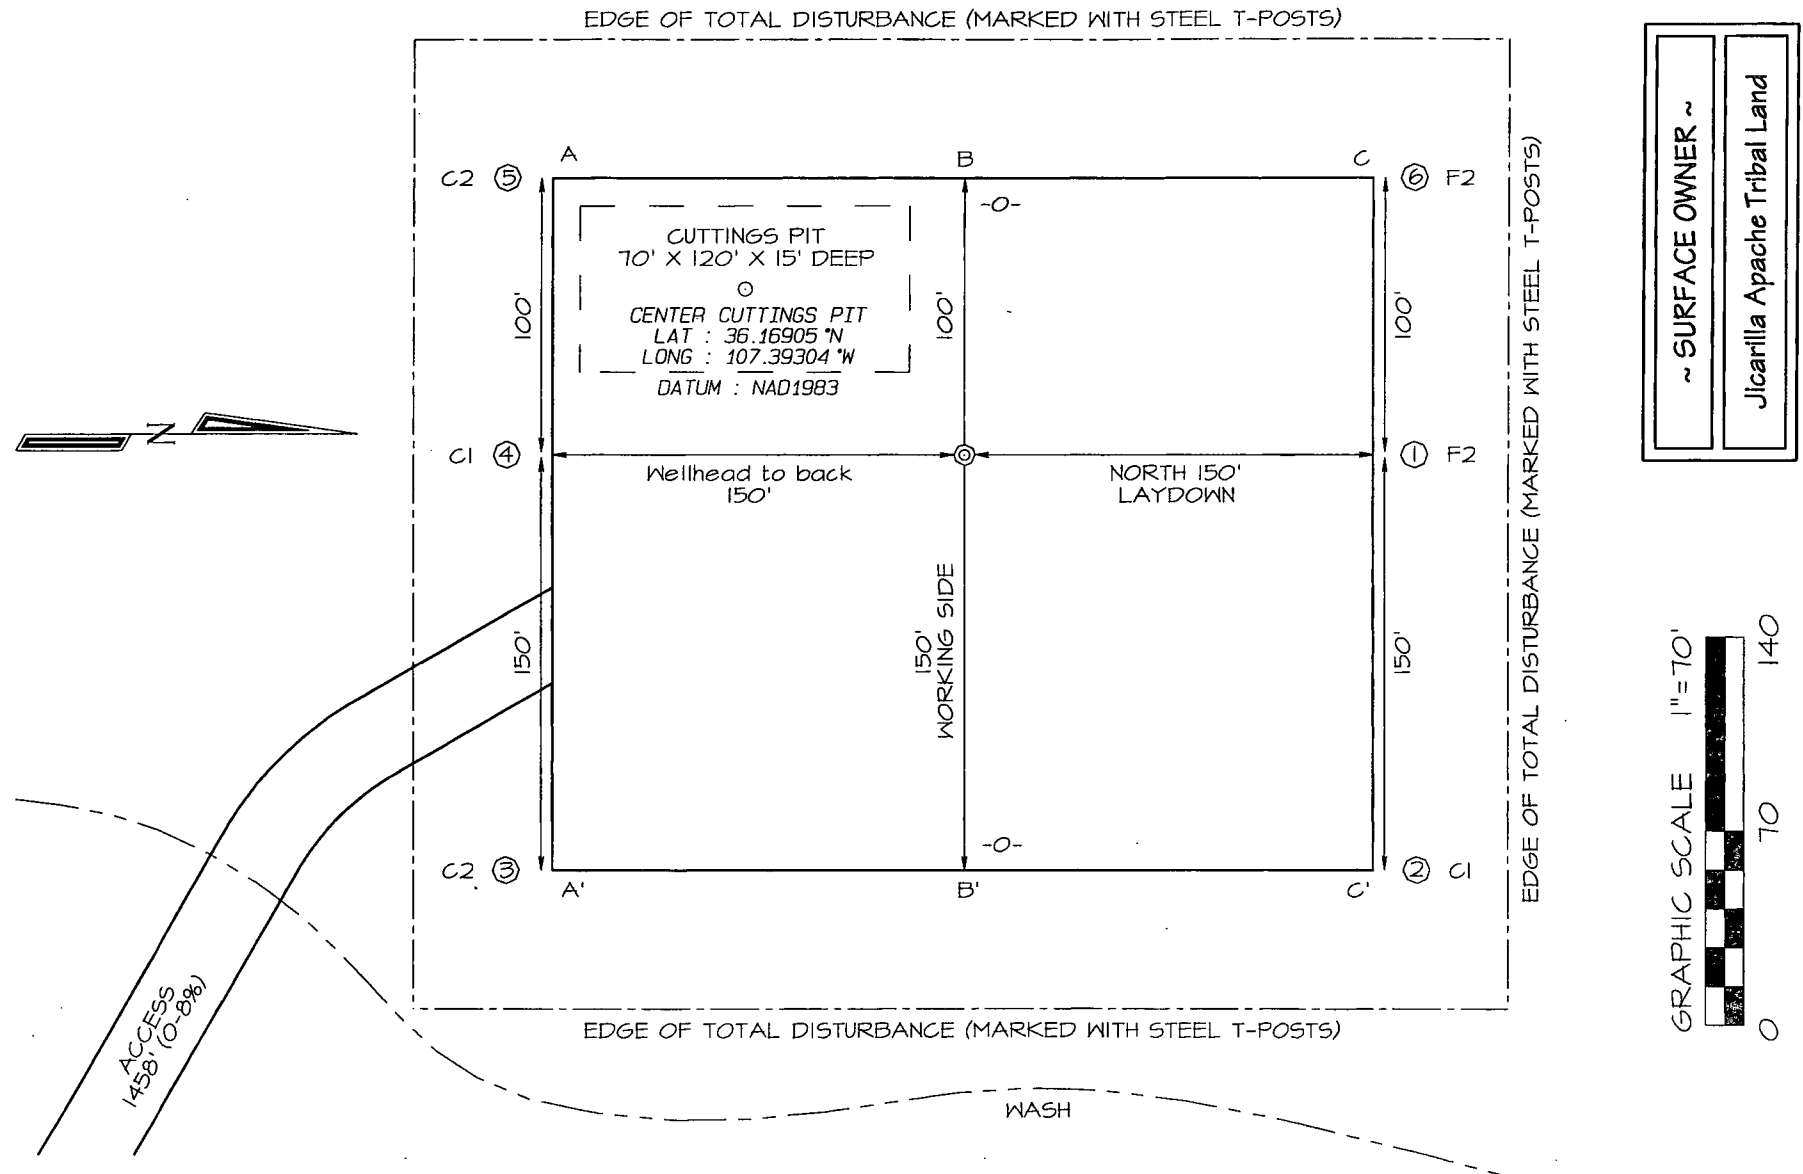 EDGE OF TOTAL DISTURBANCE (MARKED WITH STEEL T-POSTS)
A
B
C
C2 5
6 F2
-0-
CUTTINGS PIT
70' X 120' X 15' DEEP
CENTER CUTTINGS PIT
LAT : 36.16905 °N
LONG : 107.39304 °W
DATUM : NAD1983
100'
100'
100'
N
C1 4
1 F2
Wellhead to back
150'
NORTH 150'
LAYDOWN
150'
150'
WORKING SIDE
150'
-0-
C2 3
2 C1
A'
B'
C'
ACCESS
1458' (0-8%)
EDGE OF TOTAL DISTURBANCE (MARKED WITH STEEL T-POSTS)
WASH
EDGE OF TOTAL DISTURBANCE (MARKED WITH STEEL T-POSTS)
~ SURFACE OWNER ~
Jicarilla Apache Tribal Land
GRAPHIC SCALE 1"=70'
0 70 140